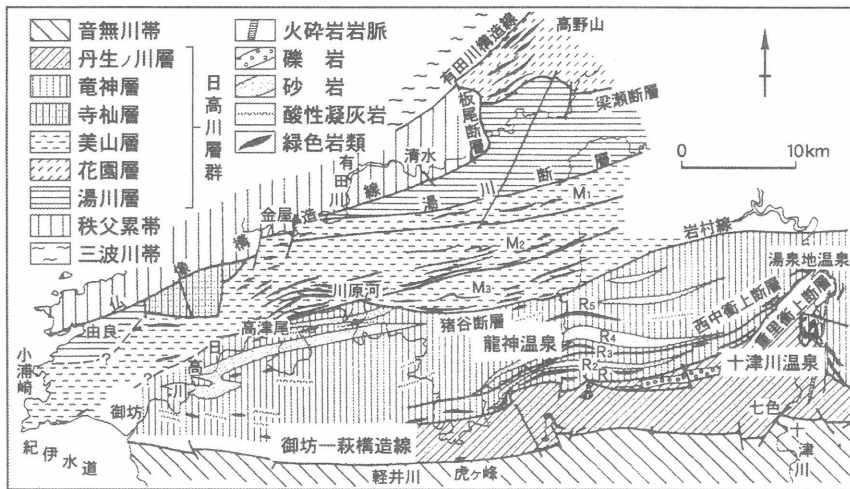 音無川帯
丹生ノ川層
竜神層
寺杣層
美山層
花園層
湯川層
秩父累帯
三波川帯
日高川層群
火砕岩岩脈
礫岩
砂岩
酸性凝灰岩
緑色岩類
高野山
有田川構造線
板尾断層
梁瀬断層
0 10km
有田川
清水
湯川断層
仏像構造線
金屋
M1
M2
M3
岩村線
湯泉地温泉
川原河
由良
?
高津尾
猪谷断層
R5
西中衝上断層
重里衝上断層
龍神温泉
R4
R3
R2
R1
十津川温泉
小浦崎
日高川
?
御坊
七色
紀伊水道
御坊一萩構造線
十津川
軽井川
虎ヶ峰